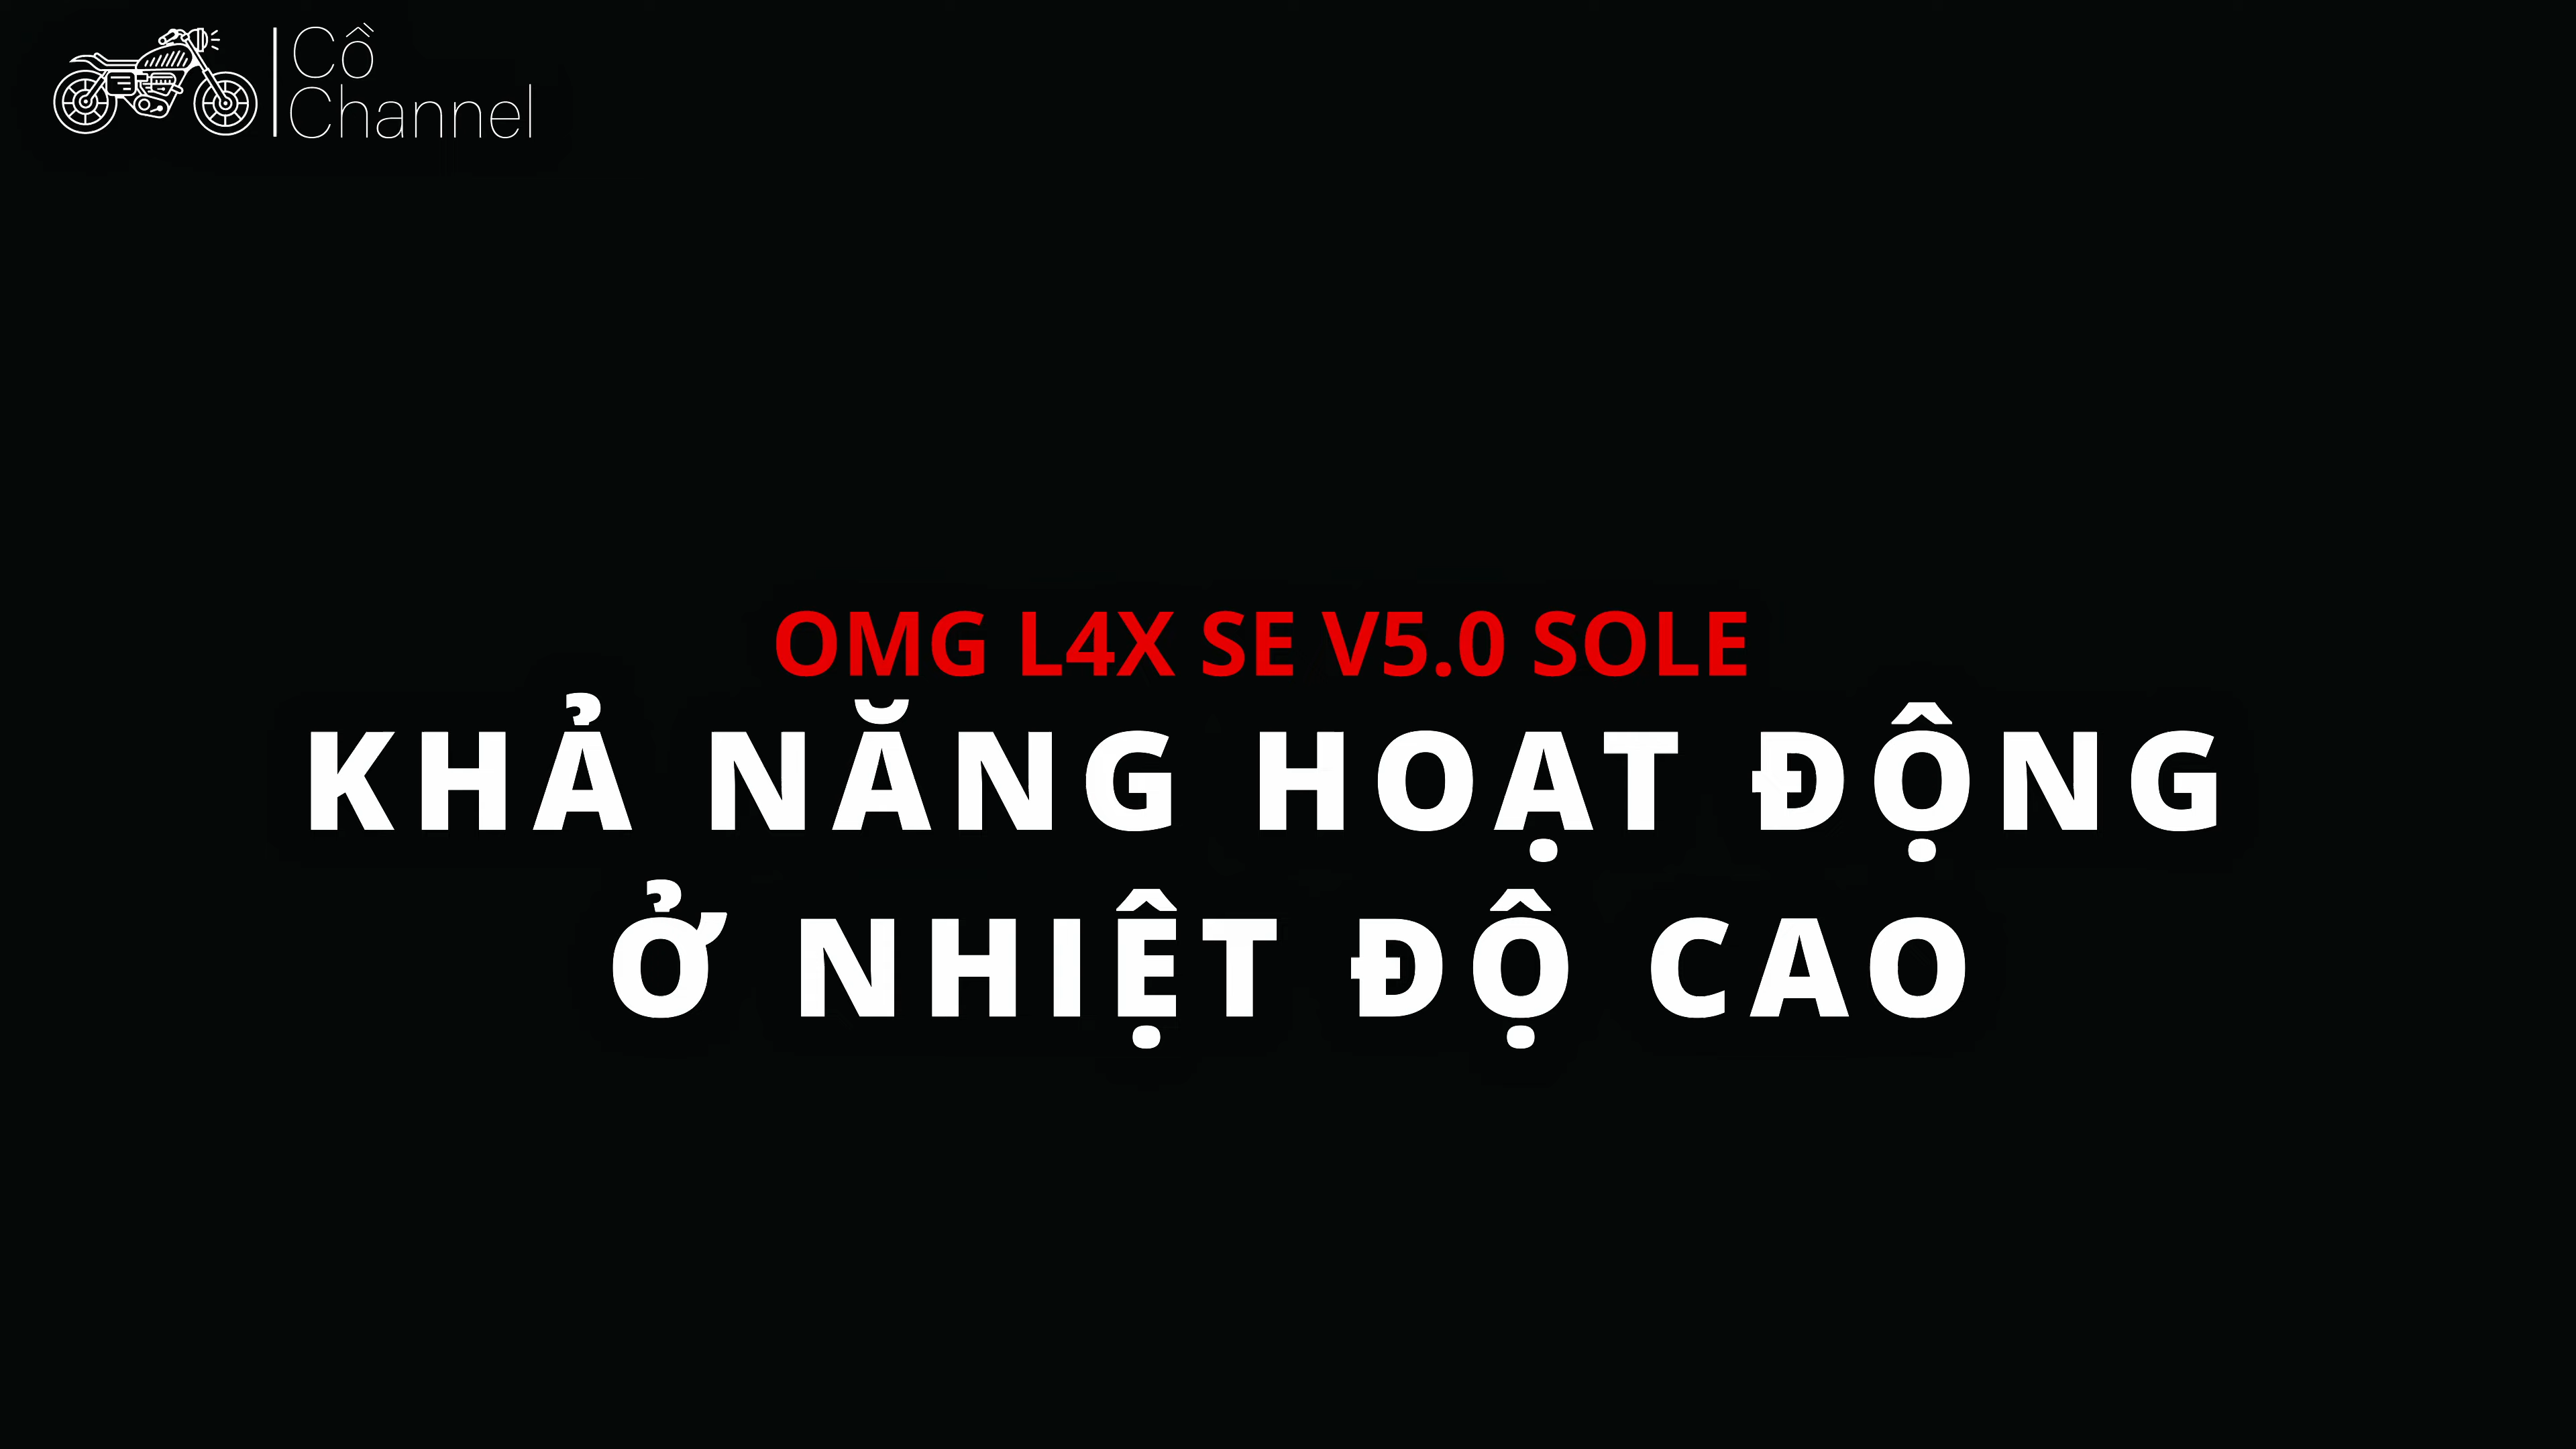 Cồ
Channel
OMG L4X SE V5.0 SOLE
KHẢ NĂNG HOẠT ĐỘNG
Ở NHIỆT ĐỘ CAO